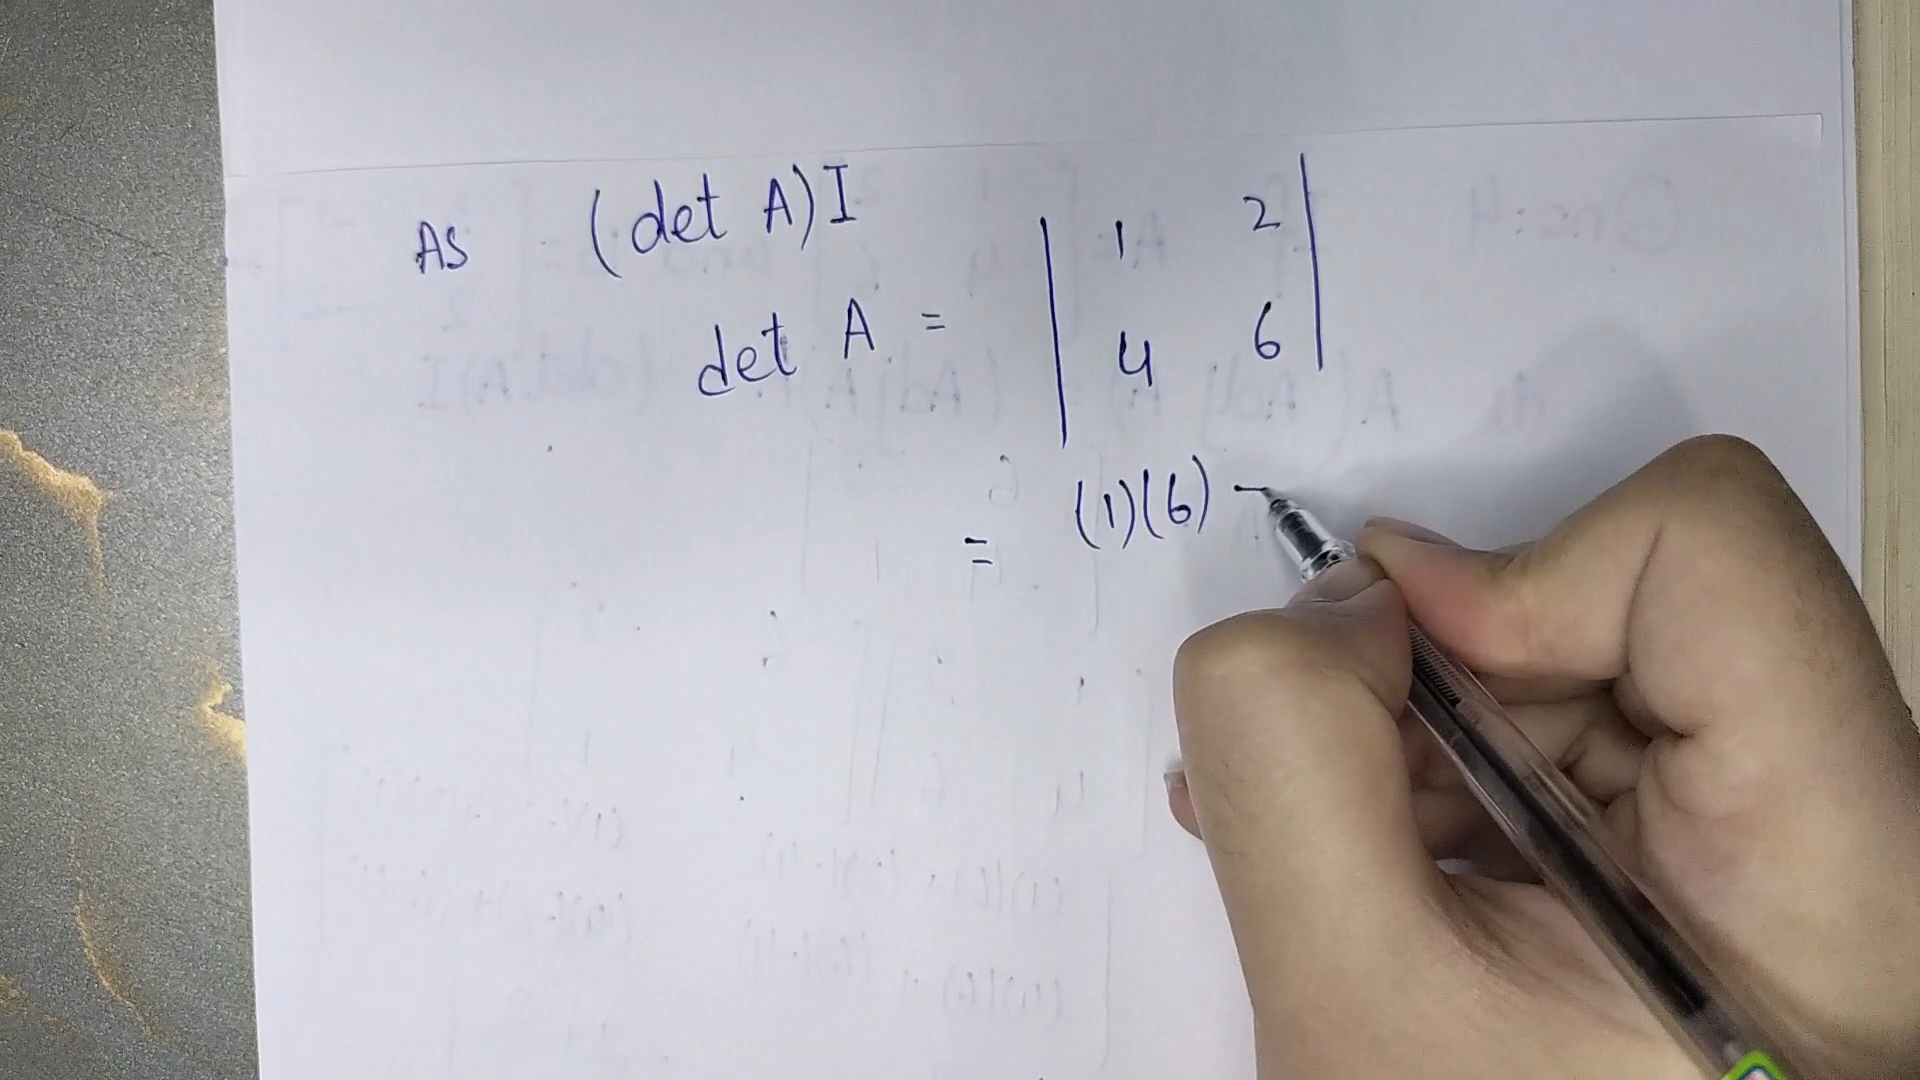 As (det A)I
det A = | 1 2 |
| 4 6 |
= (1)(6) -